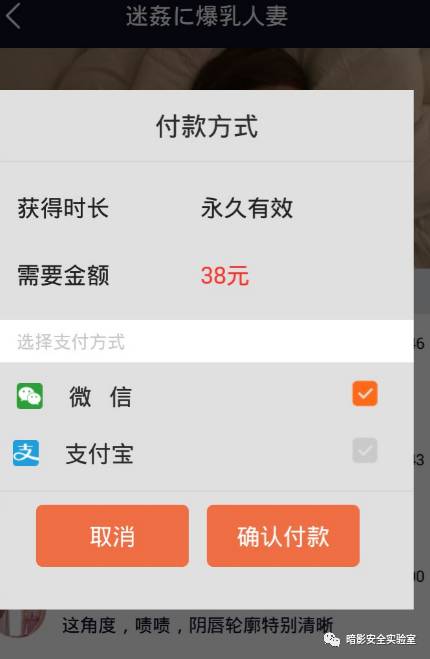 迷姦に爆乳人妻
付款方式
获得时长 永久有效
需要金额 38元
选择支付方式
46
微 信
支付宝
43
取消 确认付款
00
这角度，啧啧，阴唇轮廓特别清晰
暗影安全实验室